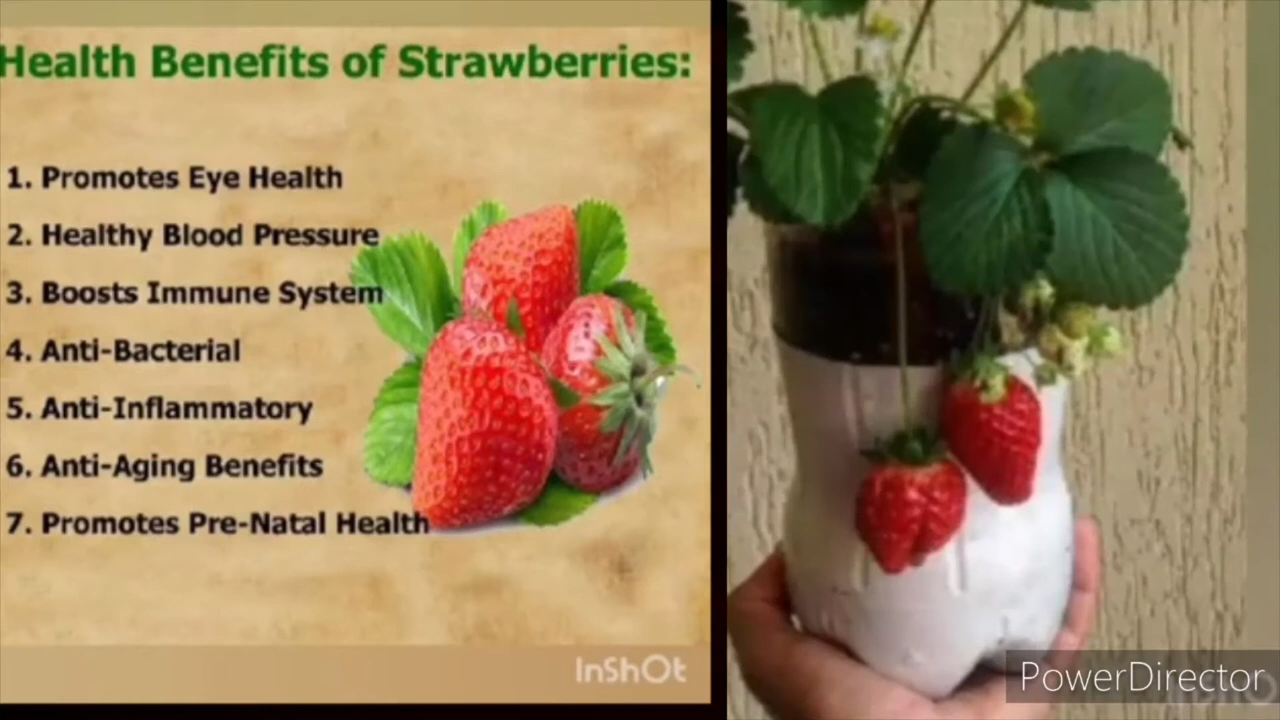 Health Benefits of Strawberries:
1. Promotes Eye Health
2. Healthy Blood Pressure
3. Boosts Immune System
4. Anti-Bacterial
5. Anti-Inflammatory
6. Anti-Aging Benefits
7. Promotes Pre-Natal Health
InShOt
PowerDirector